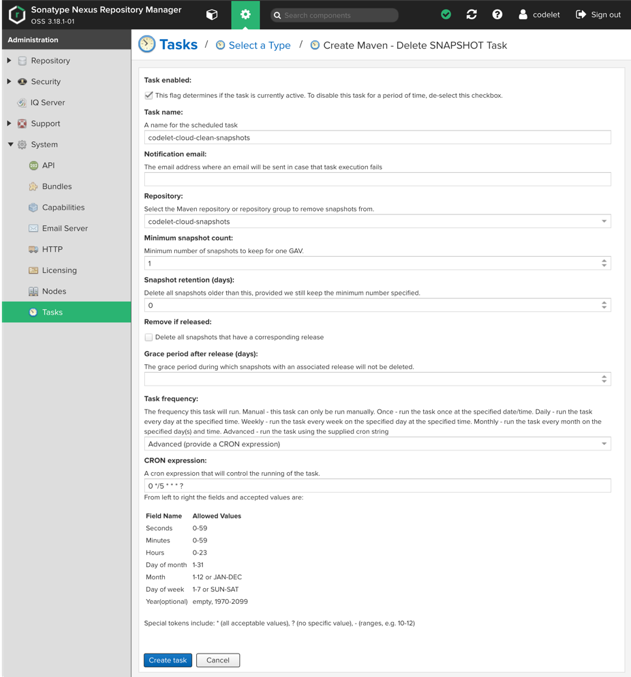 Sonatype Nexus Repository Manager
OSS 3.18.1-01
Search components
codelet
Sign out
Administration
Repository
Security
IQ Server
Support
System
API
Bundles
Capabilities
Email Server
HTTP
Licensing
Nodes
Tasks
Tasks / Select a Type / Create Maven - Delete SNAPSHOT Task
Task enabled:
This flag determines if the task is currently active. To disable this task for a period of time, de-select this checkbox.
Task name:
A name for the scheduled task
codelet-cloud-clean-snapshots
Notification email:
The email address where an email will be sent in case that task execution fails
Repository:
Select the Maven repository or repository group to remove snapshots from.
codelet-cloud-snapshots
Minimum snapshot count:
Minimum number of snapshots to keep for one GAV.
1
Snapshot retention (days):
Delete all snapshots older than this, provided we still keep the minimum number specified.
0
Remove if released:
Delete all snapshots that have a corresponding release
Grace period after release (days):
The grace period during which snapshots with an associated release will not be deleted.
Task frequency:
The frequency this task will run. Manual - this task can only be run manually. Once - run the task once at the specified date/time. Daily - run the task
every day at the specified time. Weekly - run the task every week on the specified day at the specified time. Monthly - run the task every month on the
specified day(s) and time. Advanced - run the task using the supplied cron string
Advanced (provide a CRON expression)
CRON expression:
A cron expression that will control the running of the task.
0 */5 * * * ?
From left to right the fields and accepted values are:
Field Name Allowed Values
Seconds 0-59
Minutes 0-59
Hours 0-23
Day of month 1-31
Month 1-12 or JAN-DEC
Day of week 1-7 or SUN-SAT
Year(optional) empty, 1970-2099
Special tokens include: * (all acceptable values), ? (no specific value), - (ranges, e.g. 10-12)
Create task
Cancel